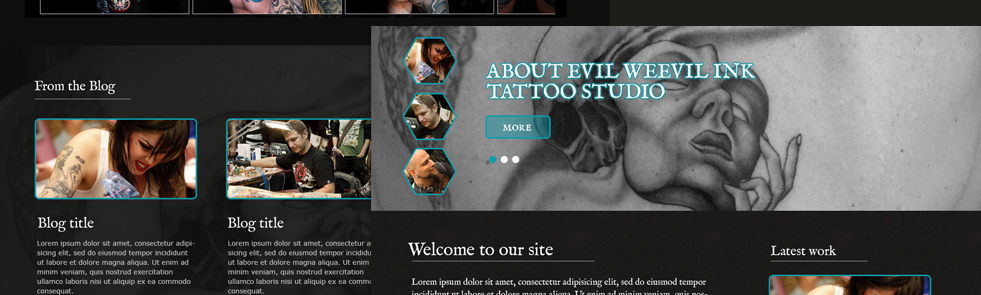 From the Blog
Blog title
Lorem ipsum dolor sit amet, consectetur adipi-
scing elit, sed do eiusmod tempor incididunt
ut labore et dolore magna aliqua. Ut enim ad
minim veniam, quis nostrud exercitation
ullamco laboris nisi ut aliquip ex ea commodo
consequat.
Blog title
Lorem ipsum dolor sit amet, consectetur a
scing elit, sed do eiusmod tempor incididu
ut labore et dolore magna aliqua. Ut enim
minim veniam, quis nostrud exercitation
ullamco laboris nisi ut aliquip ex ea comm
consequat.
ABOUT EVIL WEEVIL INK
TATTOO STUDIO
MORE
Welcome to our site
Lorem ipsum dolor sit amet, consectetur adipisicing elit, sed do eiusmod tempor
incididunt ut labore et dolore magna aliqua. Ut enim ad minim veniam, quis nos-
Latest work